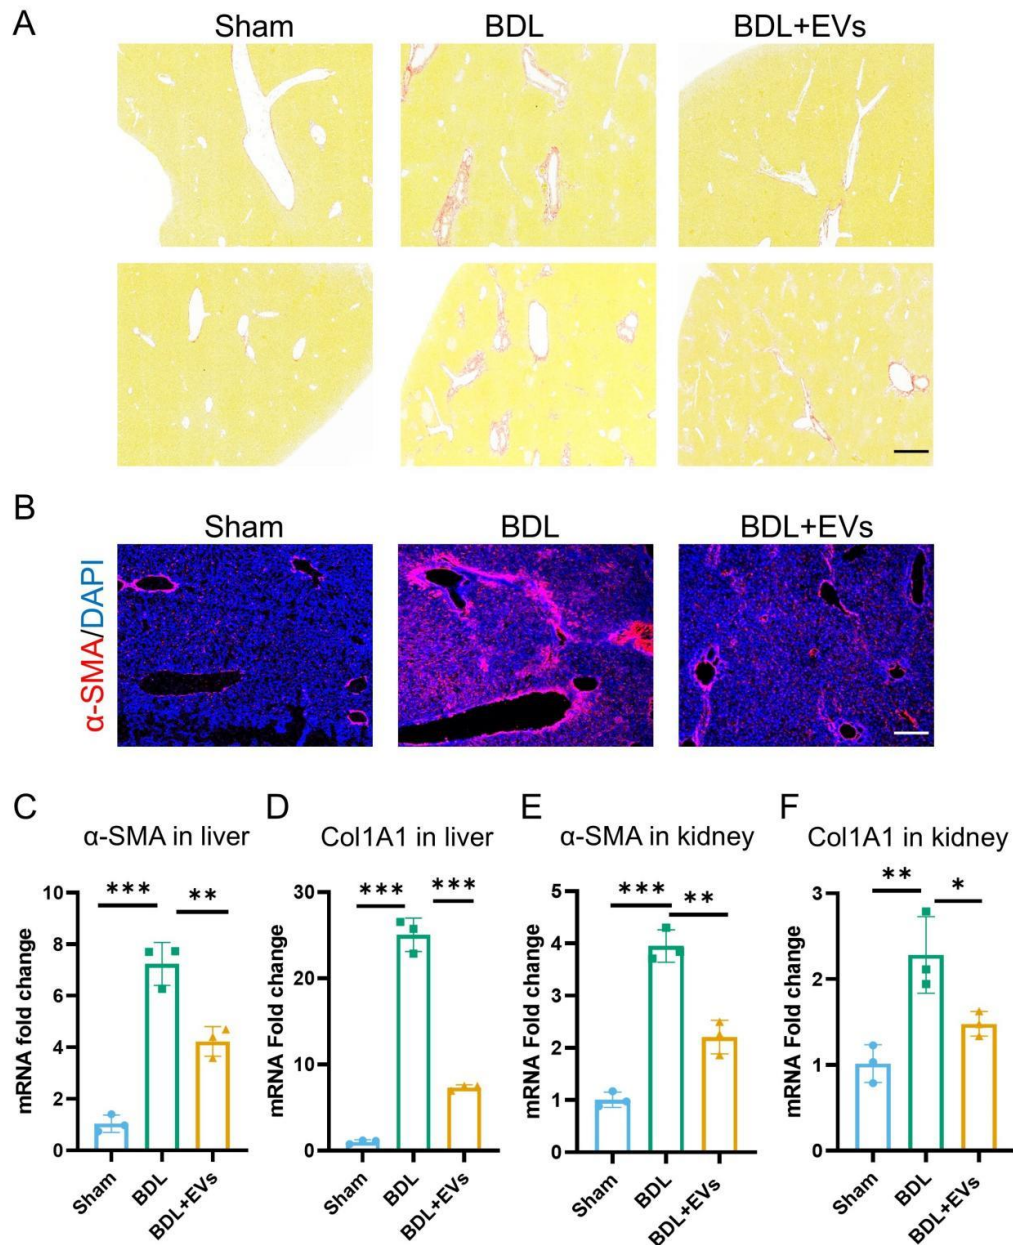 A
Sham
BDL
BDL+EVs
B
Sham
BDL
BDL+EVs
α-SMA/DAPI
C
α-SMA in liver
mRNA fold change
10
8
6
4
2
0
***
**
Sham
BDL
BDL+EVs
D
Col1A1 in liver
mRNA Fold change
30
20
10
0
***
***
Sham
BDL
BDL+EVs
E
α-SMA in kidney
mRNA Fold change
5
4
3
2
1
0
***
**
Sham
BDL
BDL+EVs
F
Col1A1 in kidney
mRNA Fold change
3
2
1
0
**
*
Sham
BDL
BDL+EVs